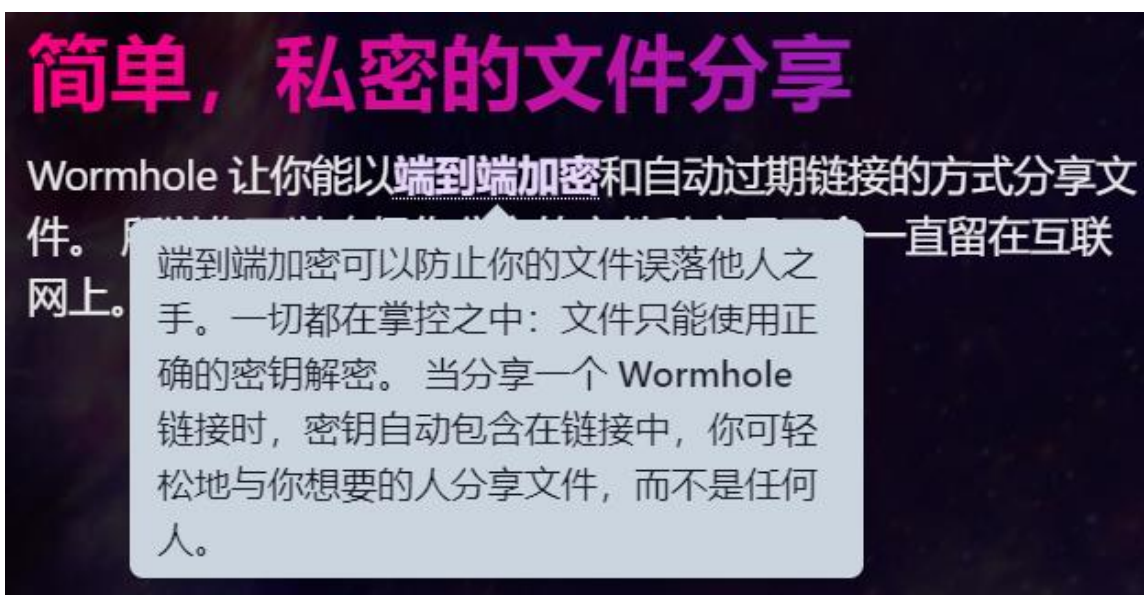 简单，私密的文件分享
Wormhole 让你能以端到端加密和自动过期链接的方式分享文
件。 一直留在互联
网上。
端到端加密可以防止你的文件误落他人之
手。一切都在掌控之中：文件只能使用正
确的密钥解密。 当分享一个 Wormhole
链接时，密钥自动包含在链接中，你可轻
松地与你想要的人分享文件，而不是任何
人。